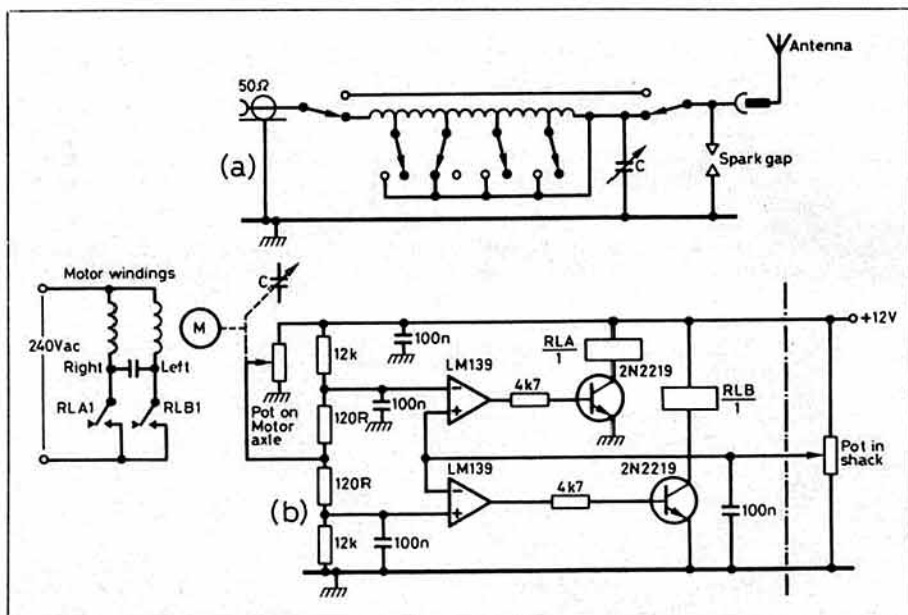 Antenna
50Ω
(a)
C
Spark gap
Motor windings
C
M
240Vac
Right
Left
RLA1
RLB1
Pot on
Motor
axle
12k
120R
120R
12k
(b)
100n
100n
100n
LM139
LM139
4k7
4k7
RLA
1
2N2219
RLB
1
2N2219
100n
+12V
Pot in
shack